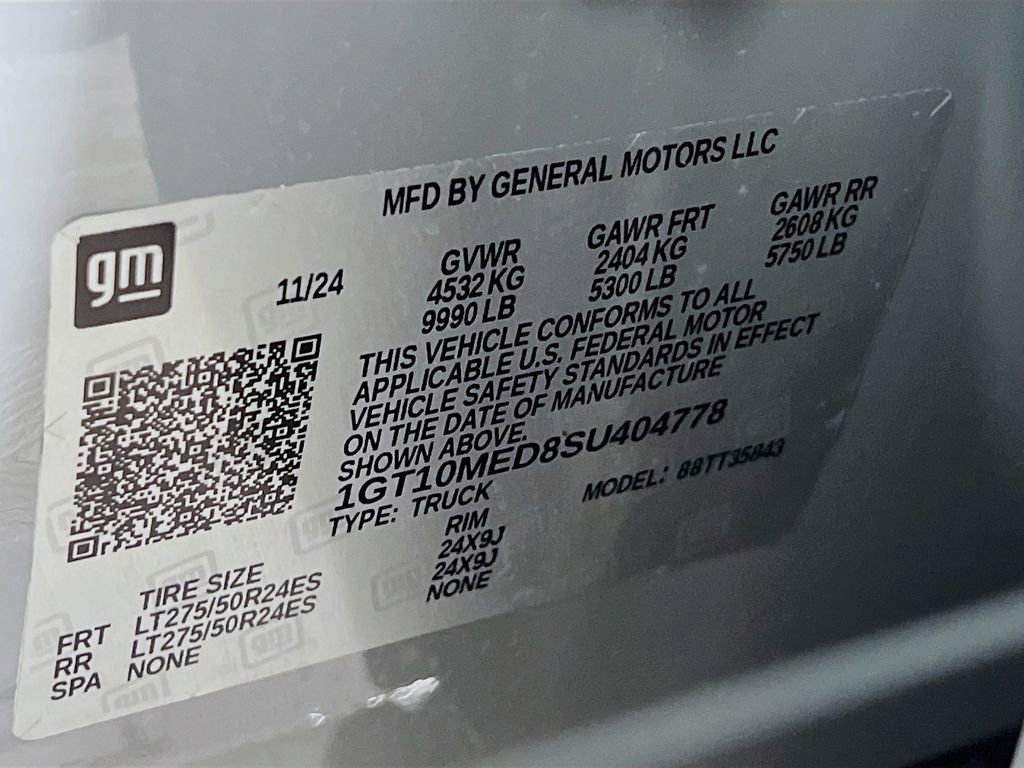 MFD BY GENERAL MOTORS LLC
gm
11/24
GVWR
4532 KG
9990 LB
GAWR FRT
2404 KG
5300 LB
GAWR RR
2608 KG
5750 LB
THIS VEHICLE CONFORMS TO ALL
APPLICABLE U.S. FEDERAL MOTOR
VEHICLE SAFETY STANDARDS IN EFFECT
ON THE DATE OF MANUFACTURE
SHOWN ABOVE.
1GT10MED8SU404778
TYPE: TRUCK
MODEL: 88TT35843
TIRE SIZE RIM
FRT LT275/50R24ES 24X9J
RR LT275/50R24ES 24X9J
SPA NONE NONE